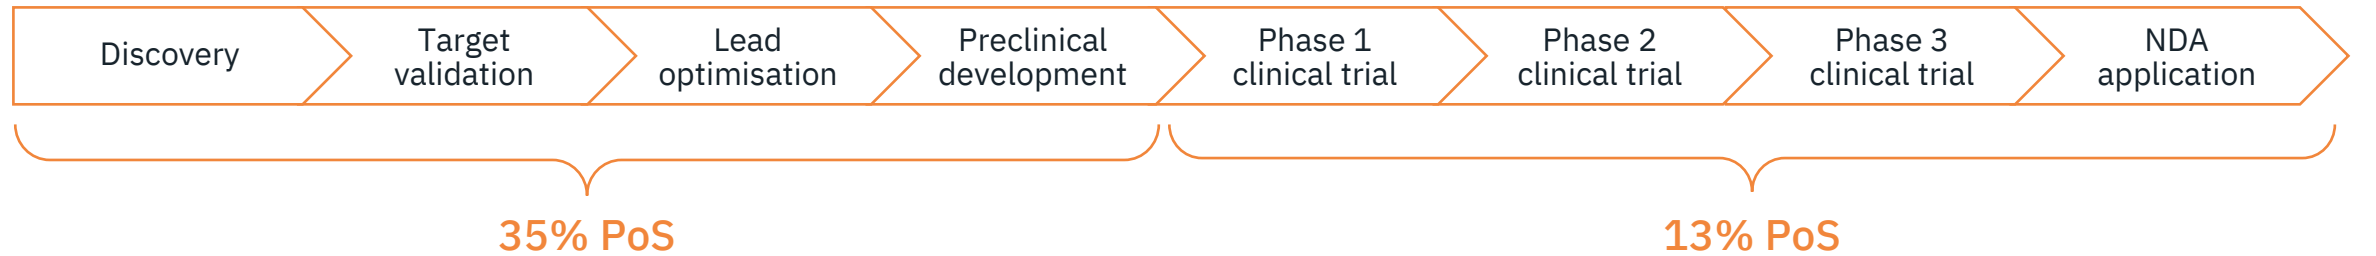 Discovery
Target
validation
Lead
optimisation
Preclinical
development
Phase 1
clinical trial
Phase 2
clinical trial
Phase 3
clinical trial
NDA
application
35% PoS
13% PoS